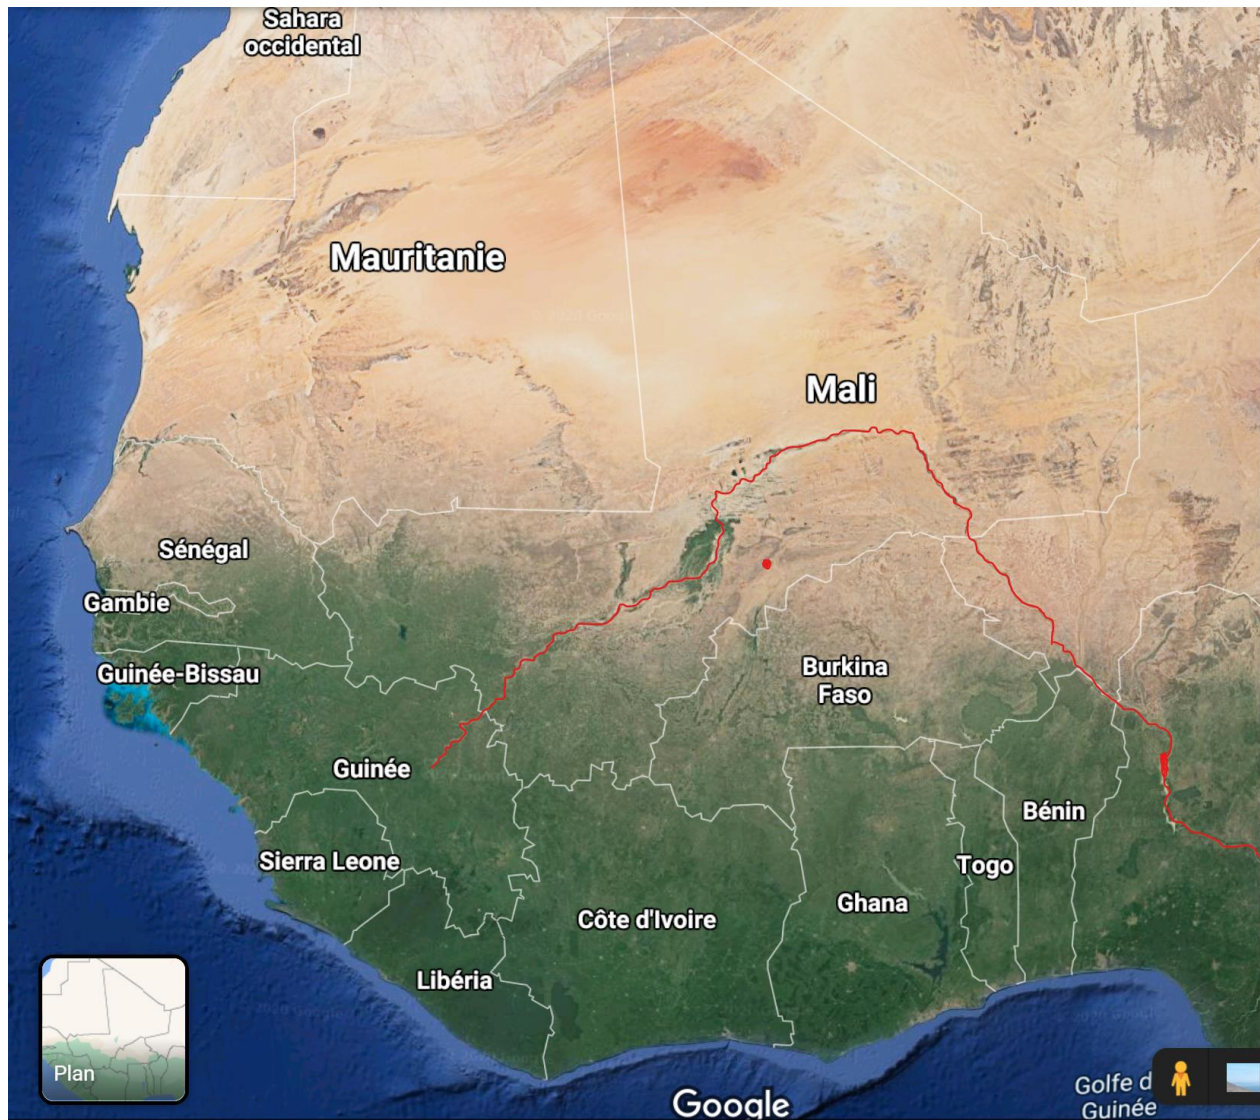 Sahara
occidental
Mauritanie
Mali
Sénégal
Gambie
Guinée-Bissau
Burkina
Faso
Guinée
Bénin
Sierra Leone
Togo
Ghana
Côte d'Ivoire
Libéria
Plan
Google
Golfe d
Guinée